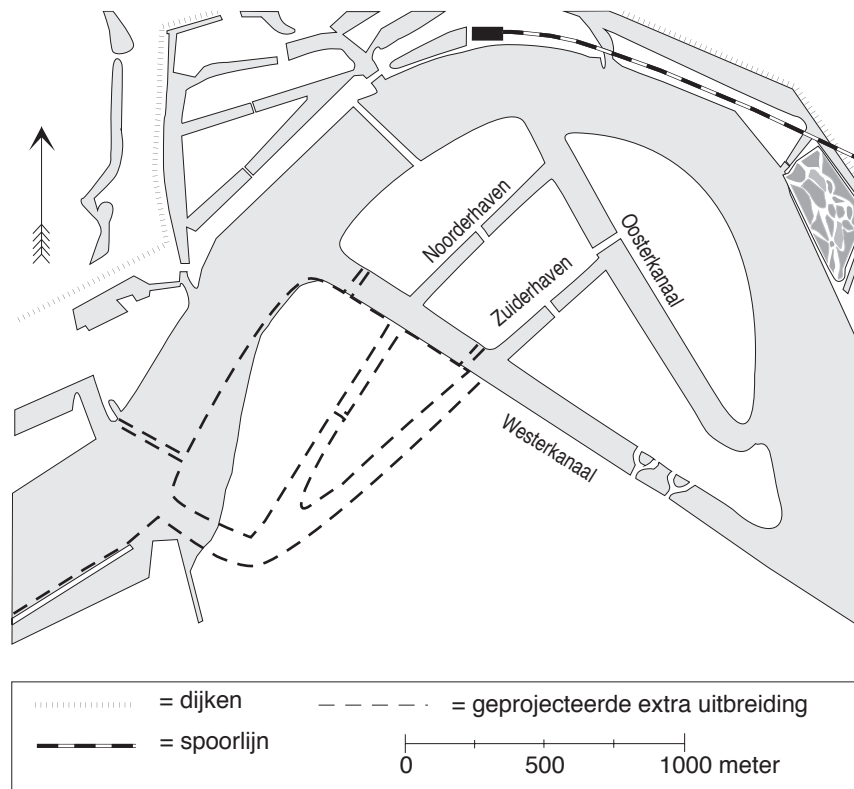 Noorderhaven
Oosterkanaal
Zuiderhaven
Westerkanaal
= dijken
= geprojecteerde extra uitbreiding
= spoorlijn
0 500 1000 meter